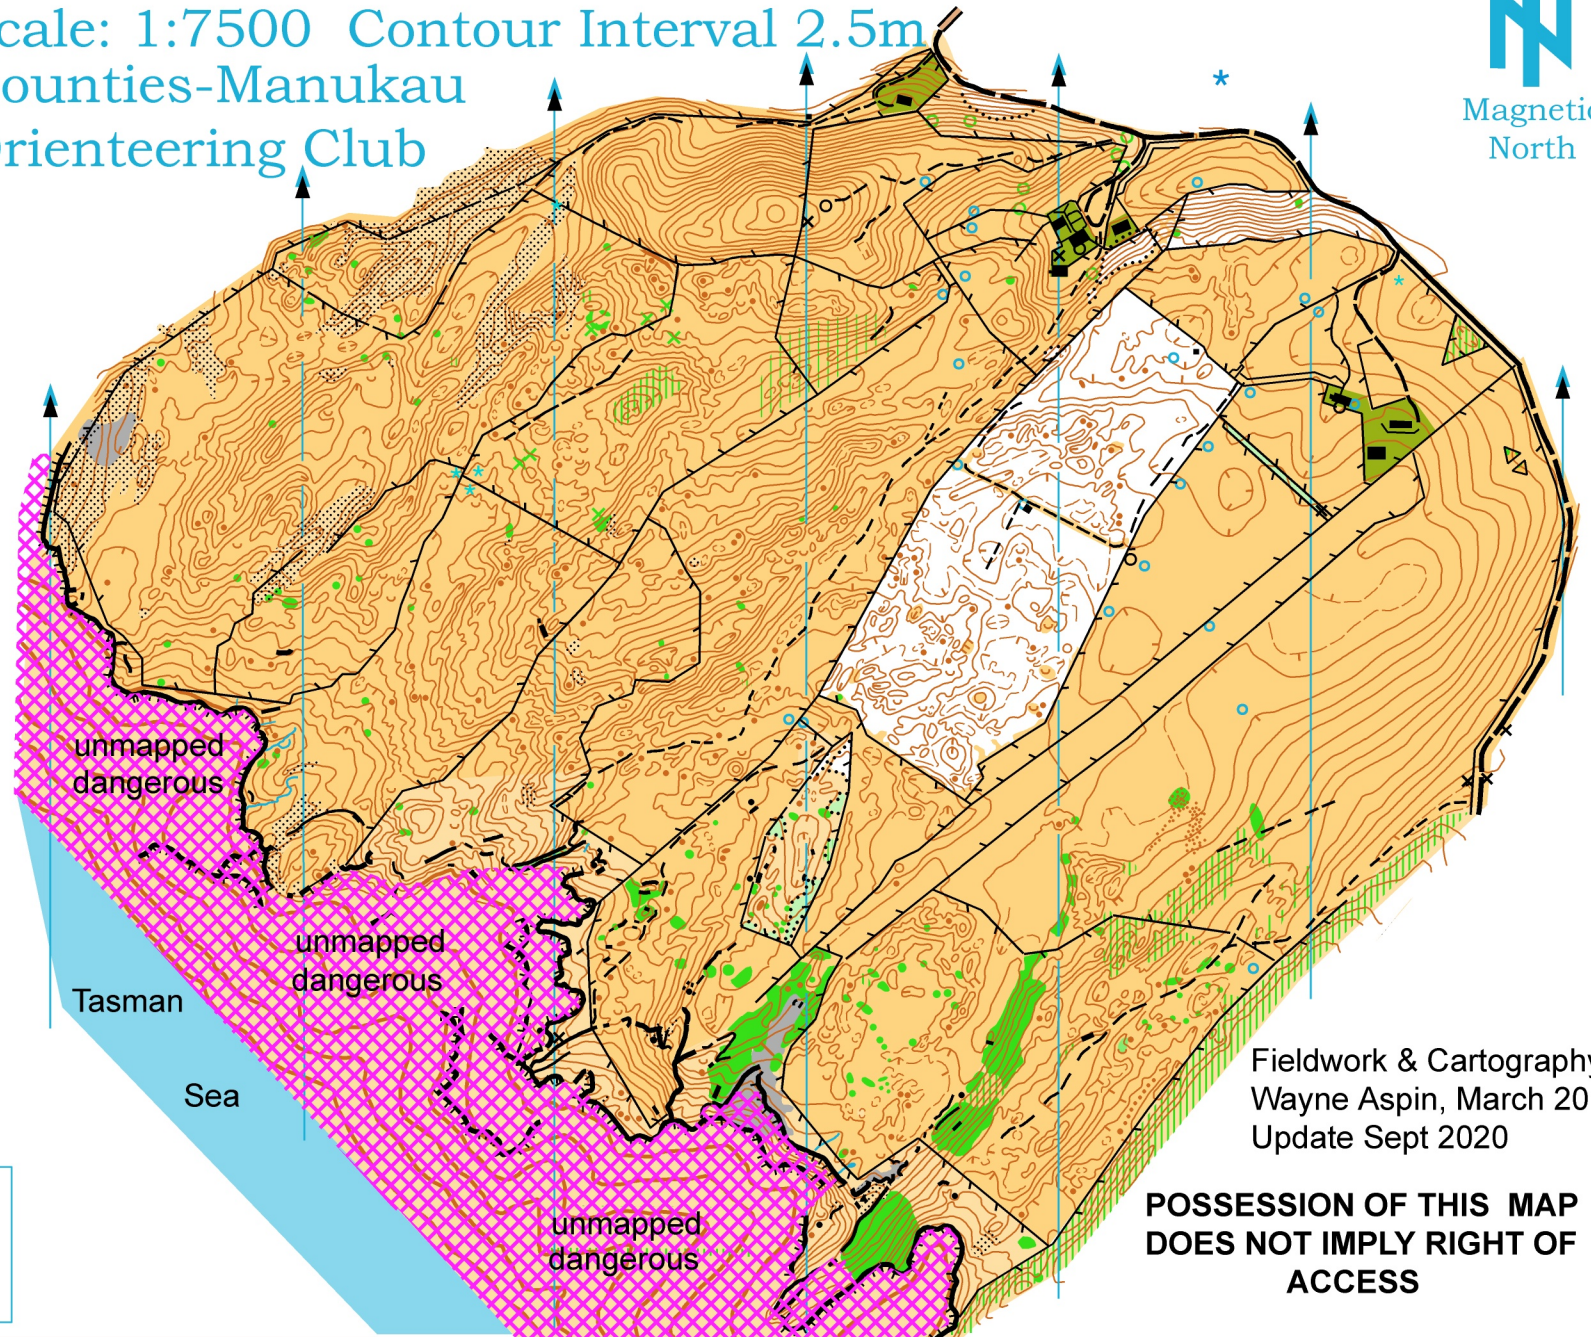 cale: 1:7500 Contour Interval 2.5m
ounties-Manukau
rienteering Club
Magnetic
North
unmapped
dangerous
unmapped
dangerous
Tasman
Sea
unmapped
dangerous
Fieldwork & Cartography
Wayne Aspin, March 20
Update Sept 2020
POSSESSION OF THIS MAP
DOES NOT IMPLY RIGHT OF
ACCESS